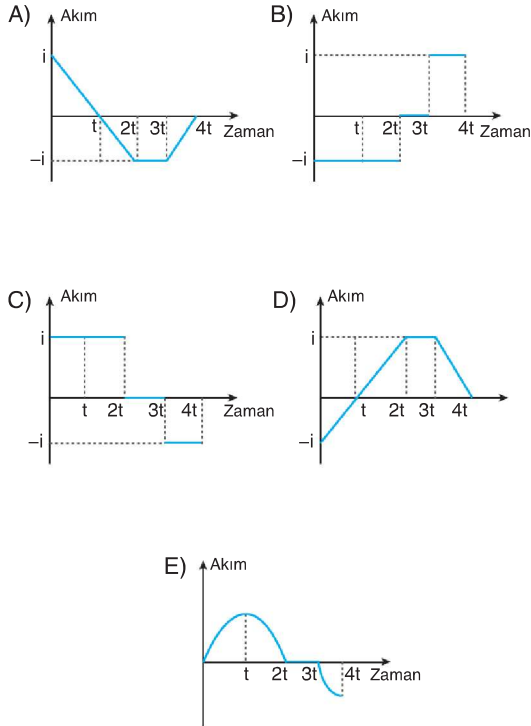 A) Akım
i
t 2t 3t 4t Zaman
–i
B) Akım
i
t 2t 3t 4t Zaman
–i
C) Akım
i
t 2t 3t 4t Zaman
–i
D) Akım
i
t 2t 3t 4t
–i
E) Akım
t 2t 3t 4t Zaman